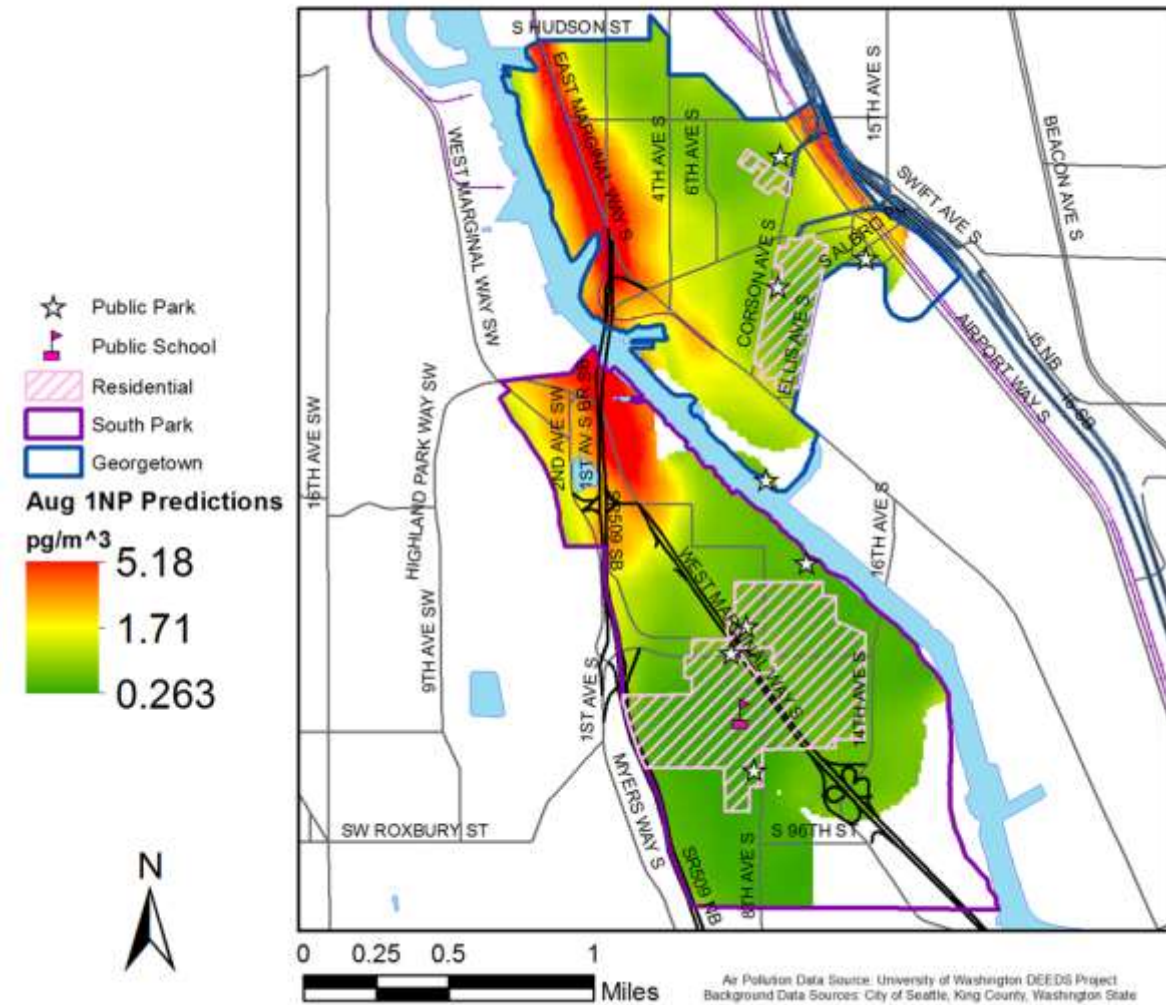 Public Park
Public School
Residential
South Park
Georgetown
Aug 1NP Predictions
pg/m^3
5.18
1.71
0.263
N
S HUDSON ST
EAST MARGINAL WAY S
WEST MARGINAL WAY SW
4TH AVE S
6TH AVE S
15TH AVE S
BEACON AVE S
SWIFT AVE S
S ALBRO
CORSON AVE S
ELLIS AVE S
AIRPORT WAY S
I5 NB
I5 SB
16TH AVE SW
HIGHLAND PARK WAY SW
9TH AVE SW
2ND AVE SW
1ST AV S BR
SR509 SB
WEST MARGINAL WAY S
16TH AVE S
14TH AVE S
1ST AVE S
MYERS WAY S
SW ROXBURY ST
S 96TH ST
8TH AVE S
SR509 NB
0 0.25 0.5 1
Miles
Air Pollution Data Source: University of Washington DEEDS Project
Background Data Sources: City of Seattle, King County, Washington State